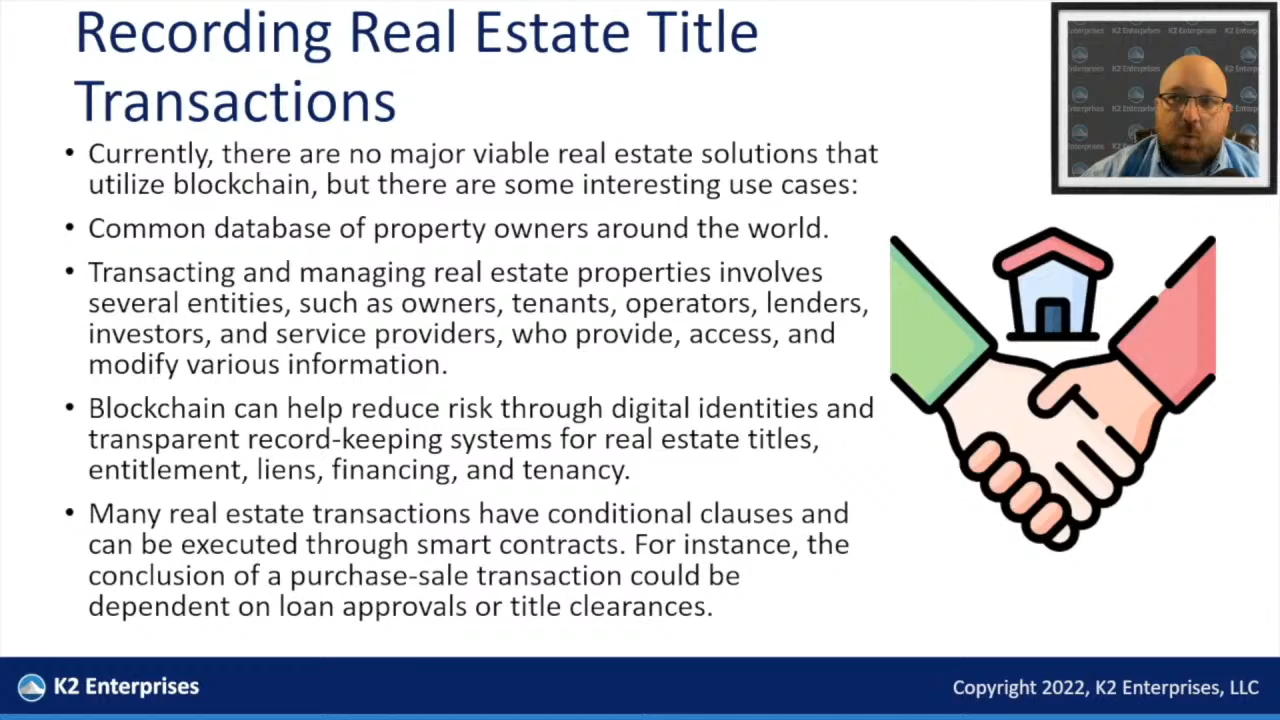 Recording Real Estate Title
Transactions
• Currently, there are no major viable real estate solutions that
utilize blockchain, but there are some interesting use cases:
• Common database of property owners around the world.
• Transacting and managing real estate properties involves
several entities, such as owners, tenants, operators, lenders,
investors, and service providers, who provide, access, and
modify various information.
• Blockchain can help reduce risk through digital identities and
transparent record-keeping systems for real estate titles,
entitlement, liens, financing, and tenancy.
• Many real estate transactions have conditional clauses and
can be executed through smart contracts. For instance, the
conclusion of a purchase-sale transaction could be
dependent on loan approvals or title clearances.
K2 Enterprises
Copyright 2022, K2 Enterprises, LLC